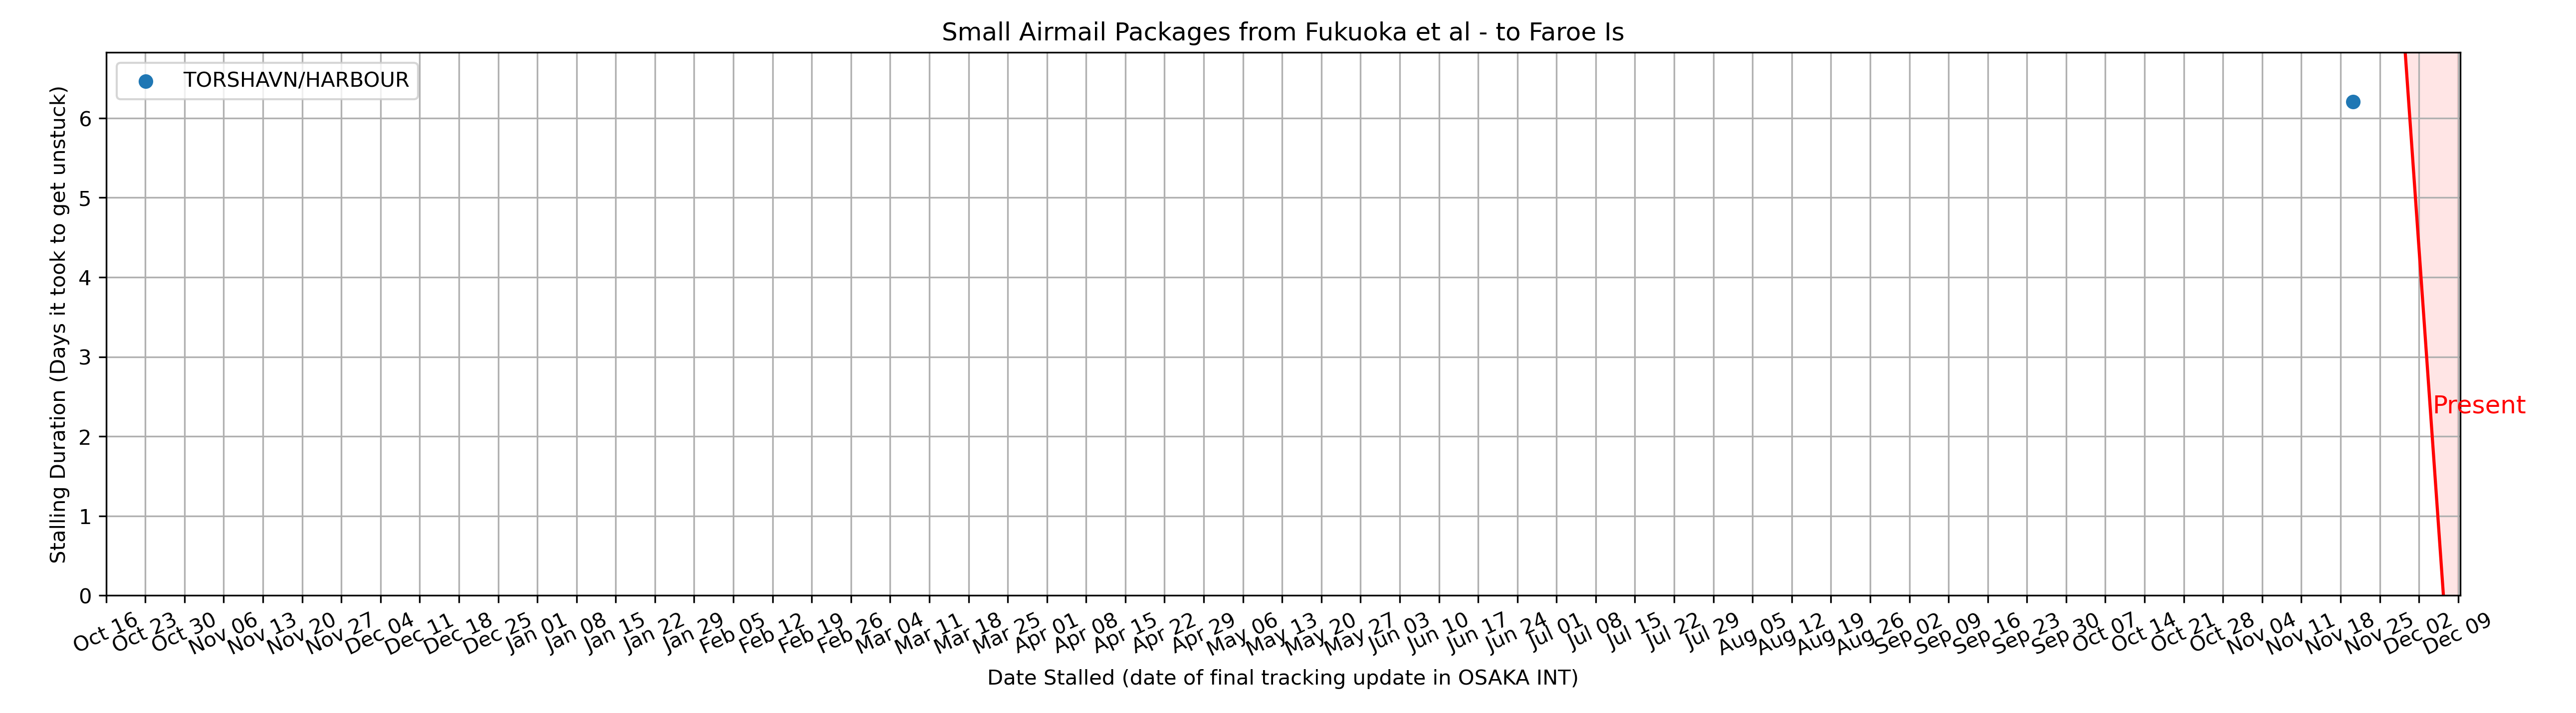 Small Airmail Packages from Fukuoka et al - to Faroe Is
TORSHAVN/HARBOUR
Stalling Duration (Days it took to get unstuck)
6
5
4
3
2
1
0
Present
Oct 16
Oct 23
Oct 30
Nov 06
Nov 13
Nov 20
Nov 27
Dec 04
Dec 11
Dec 18
Dec 25
Jan 01
Jan 08
Jan 15
Jan 22
Jan 29
Feb 05
Feb 12
Feb 19
Feb 26
Mar 04
Mar 11
Mar 18
Mar 25
Apr 01
Apr 08
Apr 15
Apr 22
Apr 29
May 06
May 13
May 20
May 27
Jun 03
Jun 10
Jun 17
Jun 24
Jul 01
Jul 08
Jul 15
Jul 22
Jul 29
Aug 05
Aug 12
Aug 19
Aug 26
Sep 02
Sep 09
Sep 16
Sep 23
Sep 30
Oct 07
Oct 14
Oct 21
Oct 28
Nov 04
Nov 11
Nov 18
Nov 25
Dec 02
Dec 09
Date Stalled (date of final tracking update in OSAKA INT)